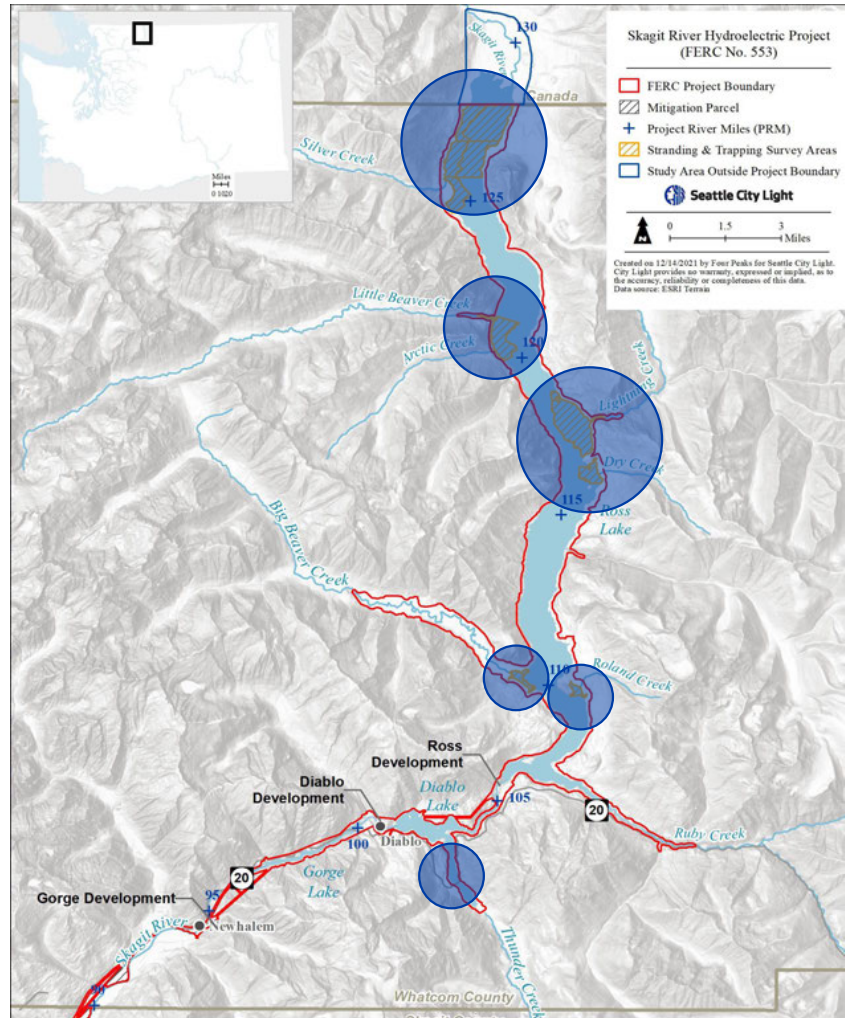 Skagit River Hydroelectric Project
(FERC No. 553)
FERC Project Boundary
Mitigation Parcel
Project River Miles (PRM)
Stranding & Trapping Survey Areas
Study Area Outside Project Boundary
Seattle City Light
N
0 1.5 3
Miles
Created on 12/14/2021 by Four Peaks for Seattle City Light.
City Light provides no warranty, expressed or implied, as to
the accuracy, reliability or completeness of this data.
Data source: ESRI Terrain
Miles
0 1020
130
Skagit River
Canada
Silver Creek
125
Little Beaver Creek
Arctic Creek
120
Lightning Creek
Dry Creek
115
Ross
Lake
Big Beaver Creek
110
Roland Creek
Ross
Development
Diablo
Development
Diablo
Lake
105
20
100
Diablo
Ruby Creek
20
Gorge
Lake
Gorge Development
95
Newhalem
Skagit River
Thunder Creek
90
Whatcom County